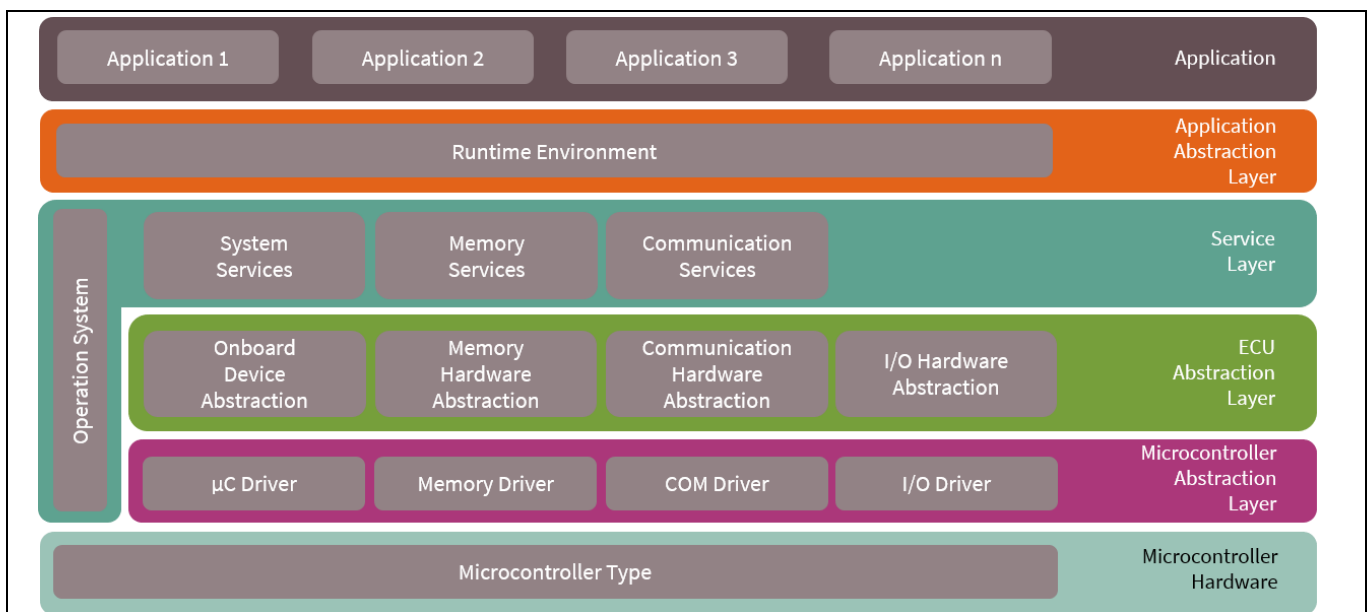 Application 1
Application 2
Application 3
Application n
Application
Runtime Environment
Application
Abstraction
Layer
Operation System
System
Services
Memory
Services
Communication
Services
Service
Layer
Onboard
Device
Abstraction
Memory
Hardware
Abstraction
Communication
Hardware
Abstraction
I/O Hardware
Abstraction
ECU
Abstraction
Layer
µC Driver
Memory Driver
COM Driver
I/O Driver
Microcontroller
Abstraction
Layer
Microcontroller Type
Microcontroller
Hardware